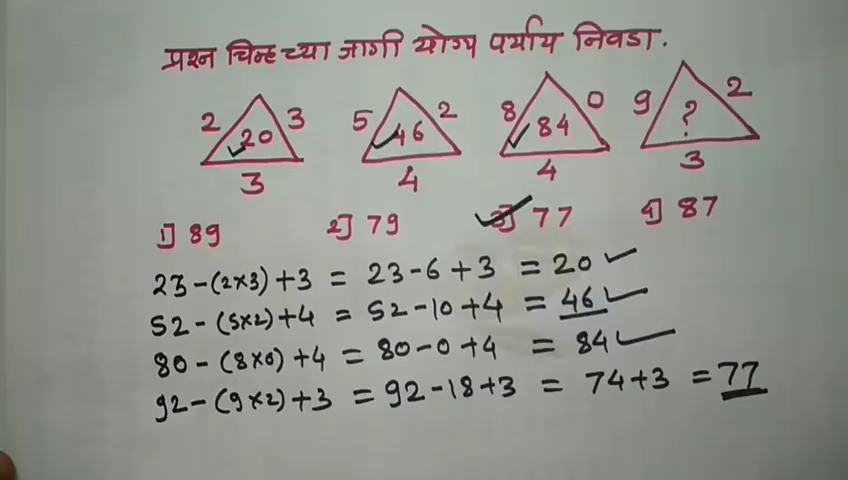 प्रश्न चिन्ह च्या जागी योग्य पर्याय निवडा.
2 20 3 5 46 2 8 84 0 9 ? 2
3 4 4 3
1] 89 2] 79 3] 77 4] 87
23-(2×3)+3 = 23-6+3 = 20
52-(5×2)+4 = 52-10+4 = 46
80-(8×0)+4 = 80-0+4 = 84
92-(9×2)+3 = 92-18+3 = 74+3 = 77